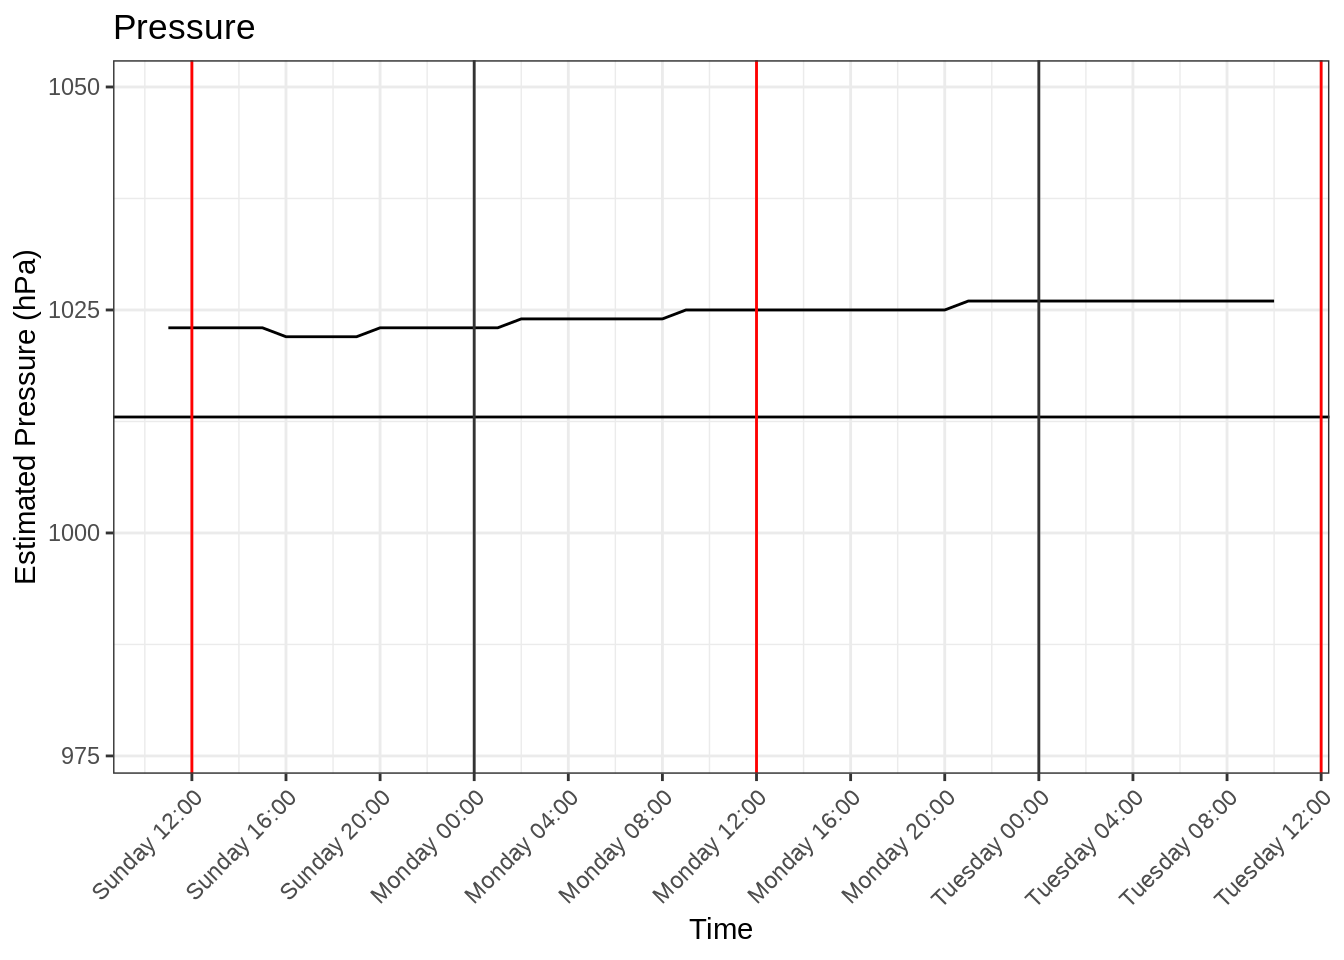 Pressure
Estimated Pressure (hPa)
1050
1025
1000
975
Sunday 12:00
Sunday 16:00
Sunday 20:00
Monday 00:00
Monday 04:00
Monday 08:00
Monday 12:00
Monday 16:00
Monday 20:00
Tuesday 00:00
Tuesday 04:00
Tuesday 08:00
Tuesday 12:00
Time